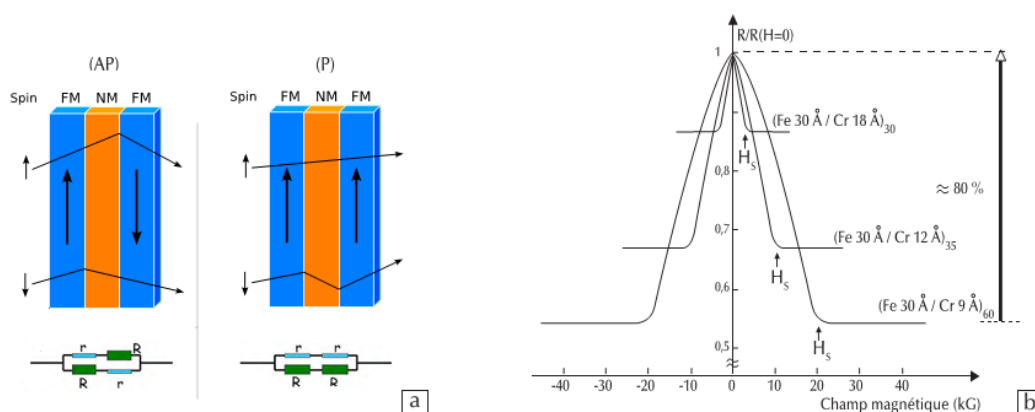 (AP)
Spin FM NM FM
r R
R r
(P)
Spin FM NM FM
r r
R R
a
R/R(H=0)
1
(Fe 30 Å / Cr 18 Å)30
HS
0,8
≈ 80 %
0,7
(Fe 30 Å / Cr 12 Å)35
HS
0,6
(Fe 30 Å / Cr 9 Å)60
HS
0,5
-40 -30 -20 -10 0 10 20 30 40
Champ magnétique (kG)
b